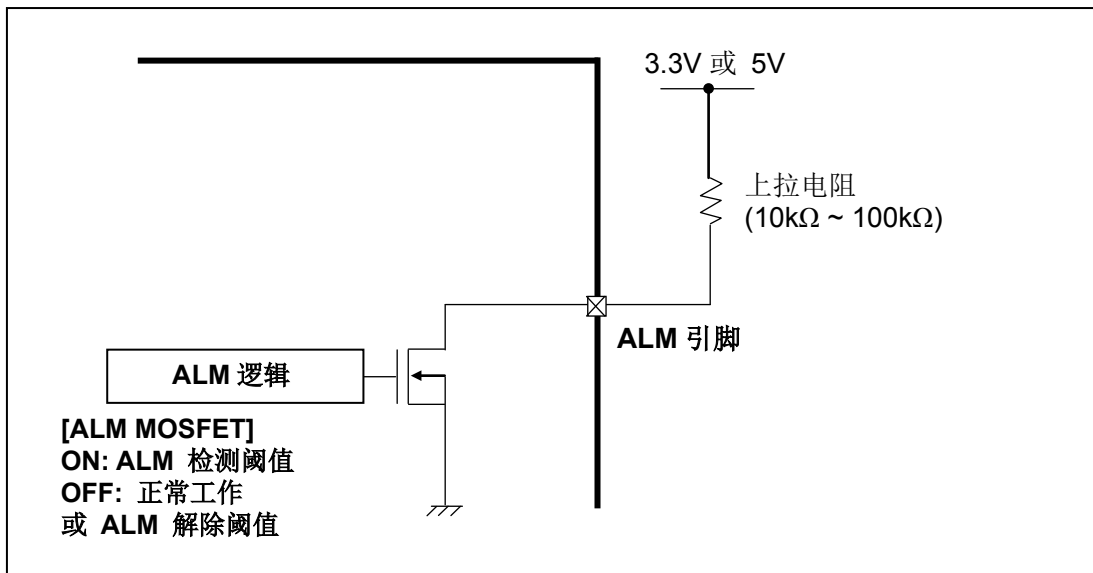 3.3V 或 5V
上拉电阻
(10kΩ ~ 100kΩ)
ALM 引脚
ALM 逻辑
[ALM MOSFET]
ON: ALM 检测阈值
OFF: 正常工作
或 ALM 解除阈值